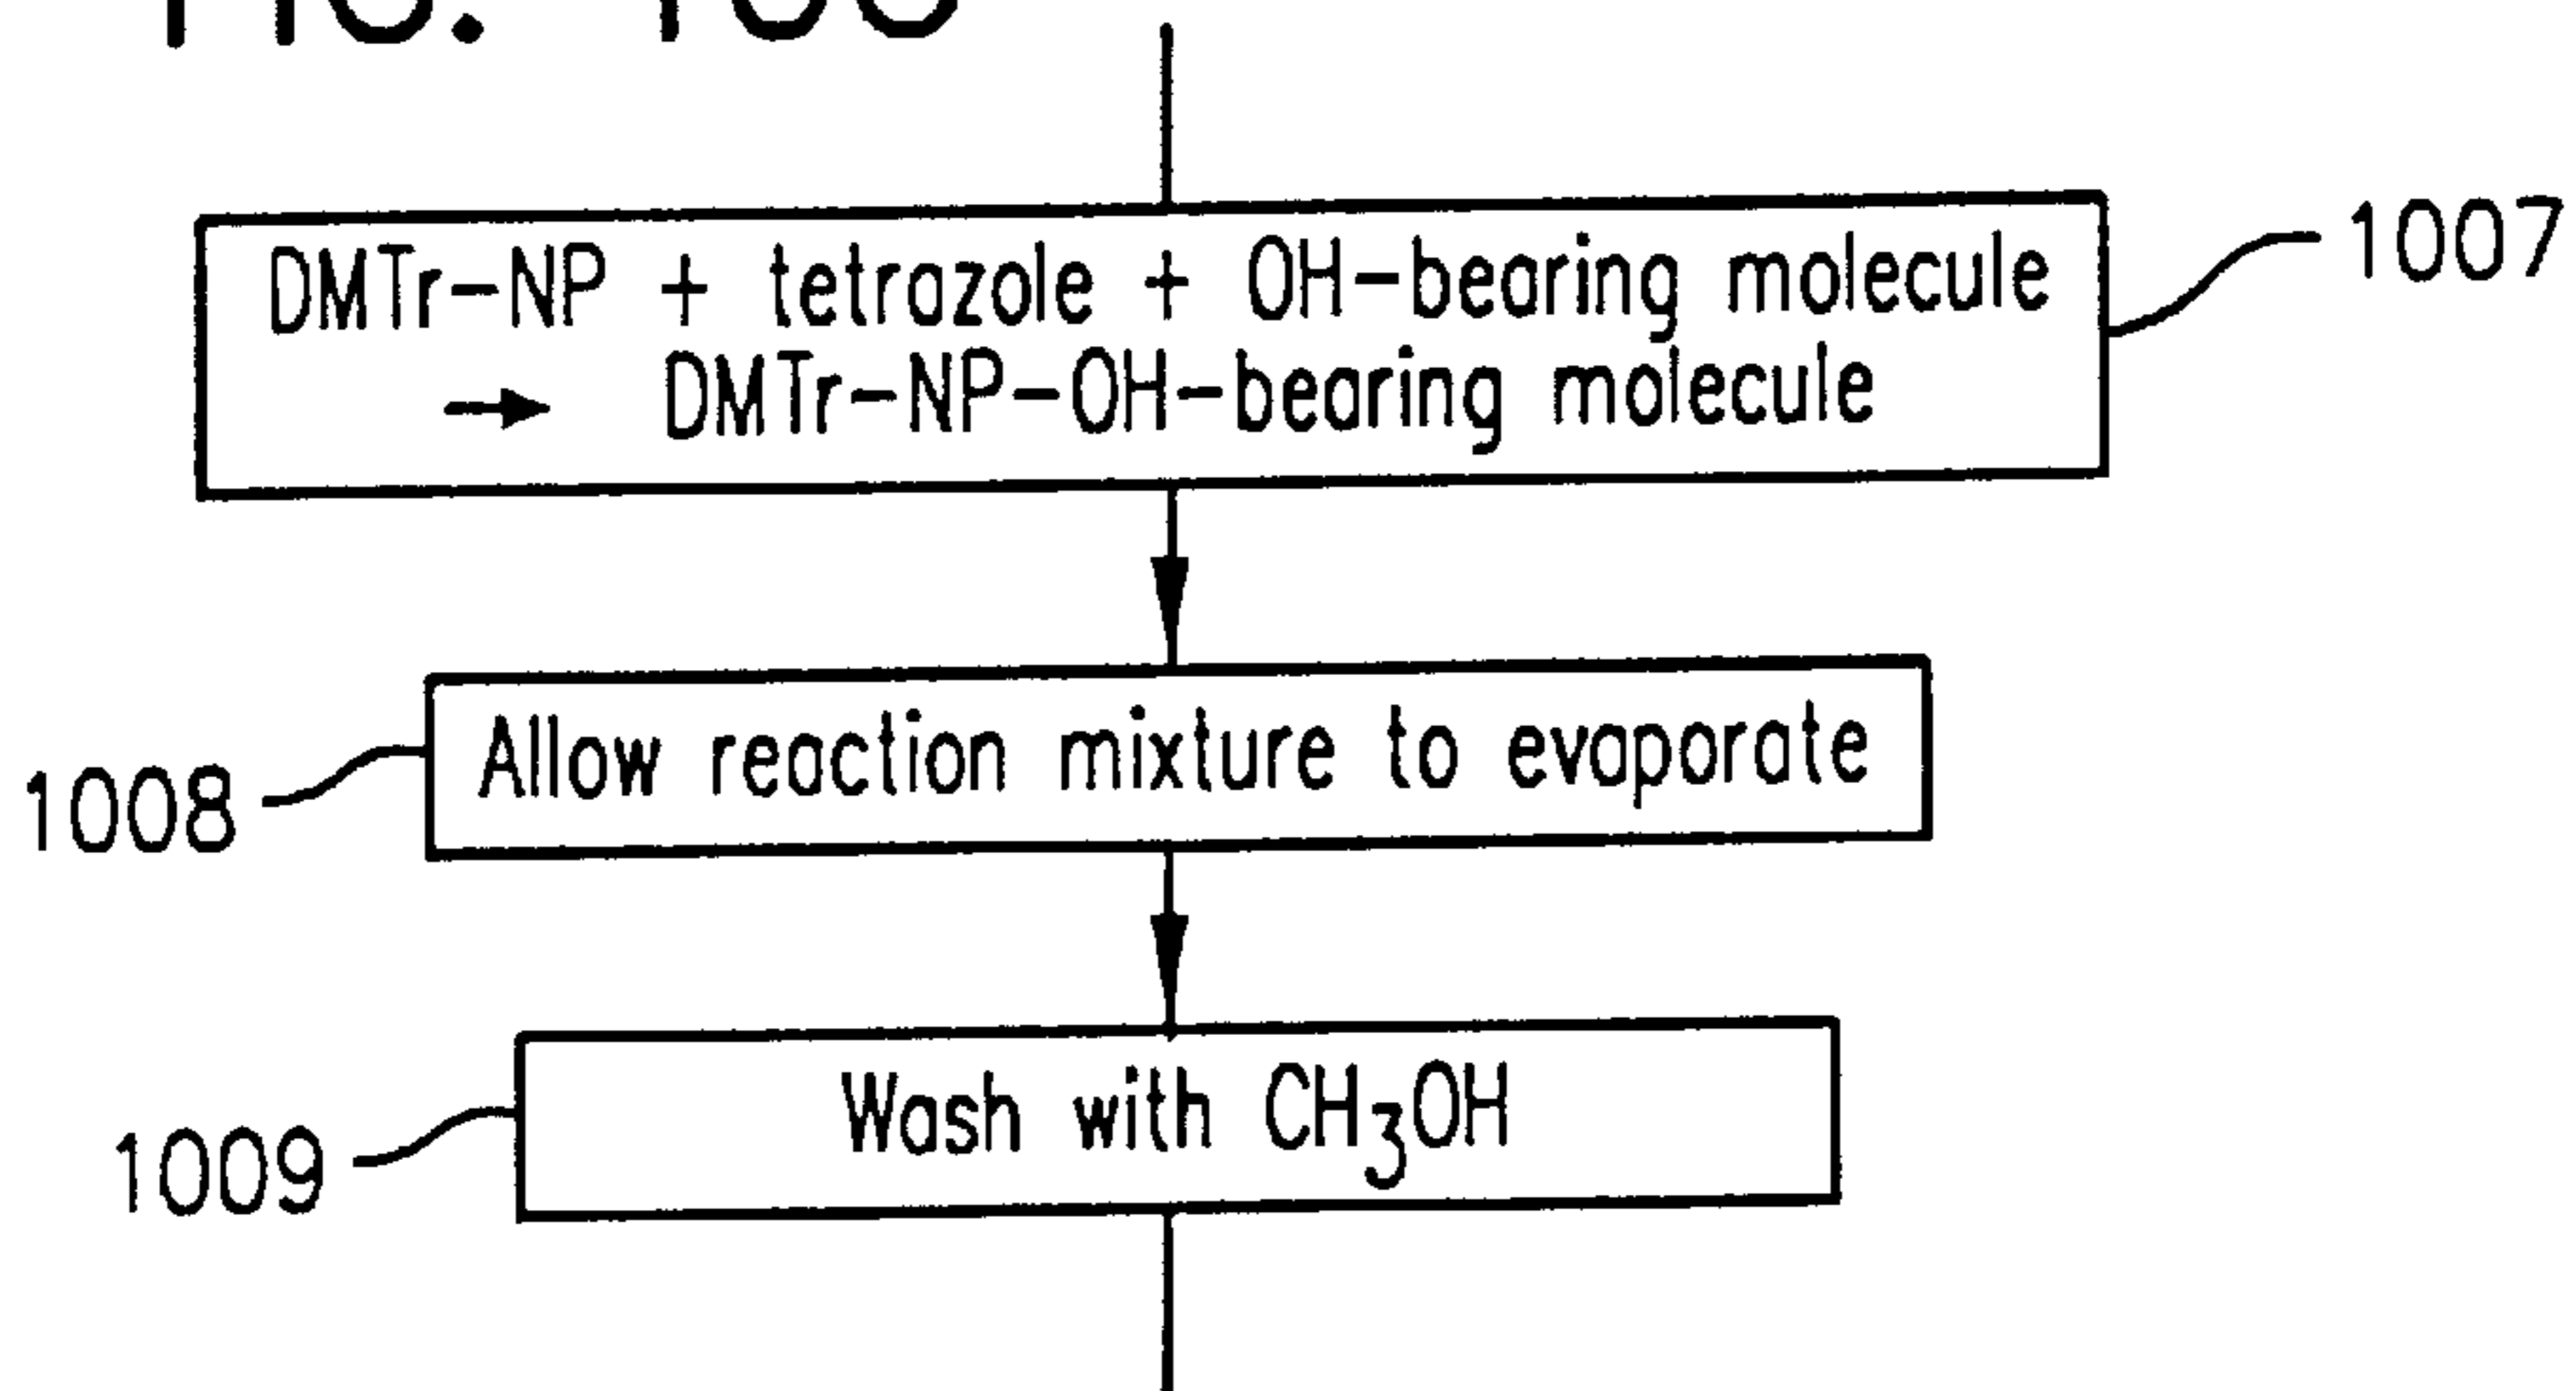 FIG.
DMTr-NP + tetrazole + OH-bearing molecule
→ DMTr-NP-OH-bearing molecule
1007
Allow reaction mixture to evaporate
1008
Wash with CH₃OH
1009